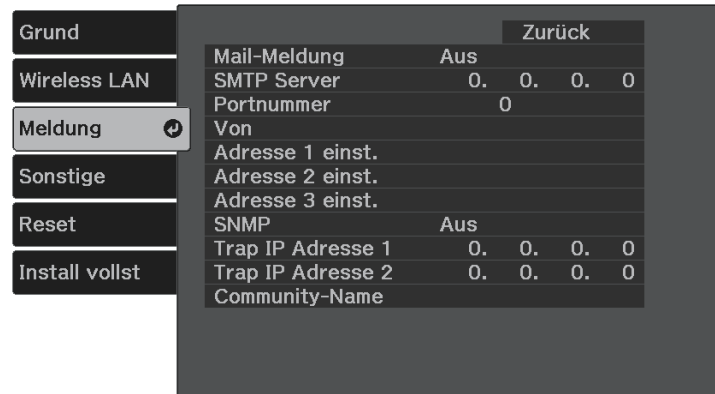 Grund
Wireless LAN
Meldung
Sonstige
Reset
Install vollst
Zurück
Mail-Meldung Aus
SMTP Server 0. 0. 0. 0
Portnummer 0
Von
Adresse 1 einst.
Adresse 2 einst.
Adresse 3 einst.
SNMP Aus
Trap IP Adresse 1 0. 0. 0. 0
Trap IP Adresse 2 0. 0. 0. 0
Community-Name